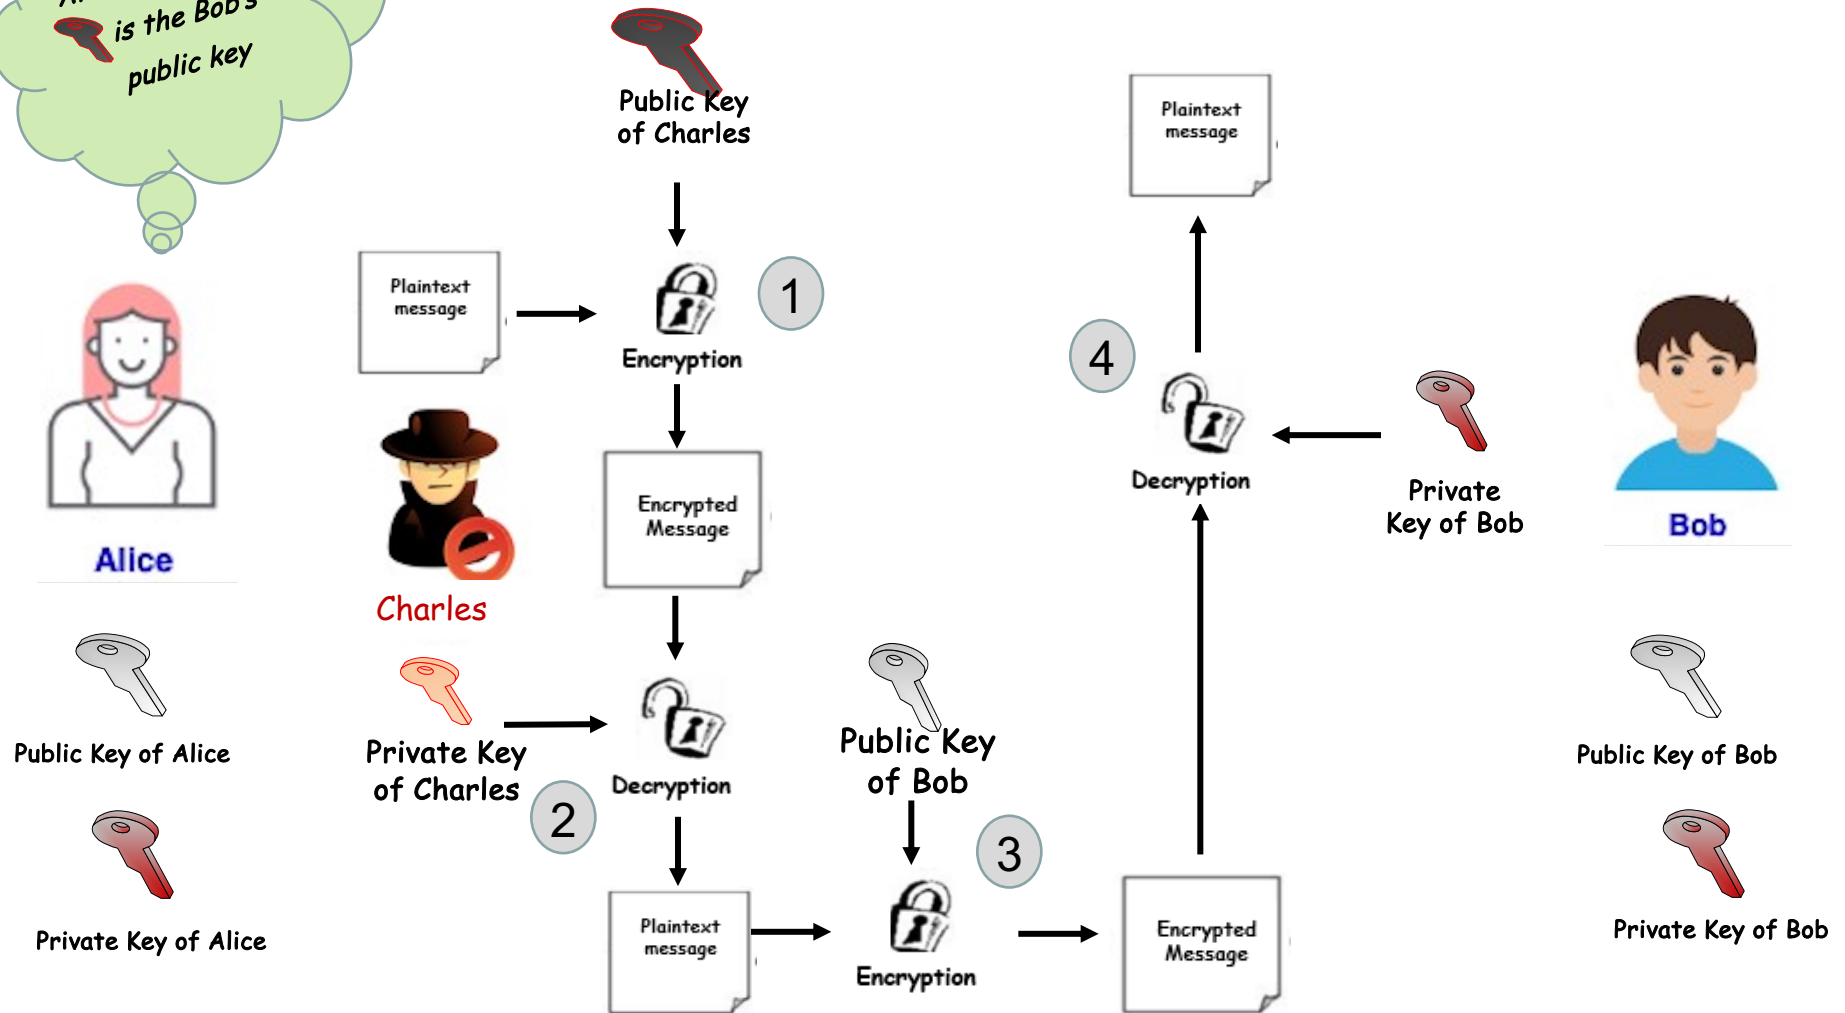 is the Bob's
public key
Public Key
of Charles
Plaintext
message
Plaintext
message
1
Encryption
4
Decryption
Private
Key of Bob
Bob
Encrypted
Message
Alice
Charles
Public Key of Alice
Private Key
of Charles
Decryption
2
Public Key
of Bob
3
Public Key of Bob
Private Key of Alice
Plaintext
message
Encryption
Encrypted
Message
Private Key of Bob